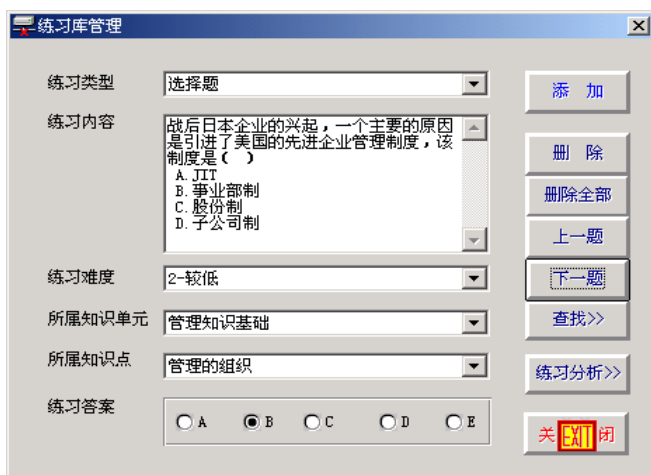 练习库管理
练习类型
选择题
添 加
练习内容
战后日本企业的兴起，一个主要的原因
是引进了美国的先进企业管理制度，该
制度是( )
A.JIT
B.事业部制
C.股份制
D.子公司制
删 除
删除全部
上一题
练习难度
2-较低
下一题
所属知识单元
管理知识基础
查找>>
所属知识点
管理的组织
练习分析>>
练习答案
A
B
C
D
E
关 EXIT 闭